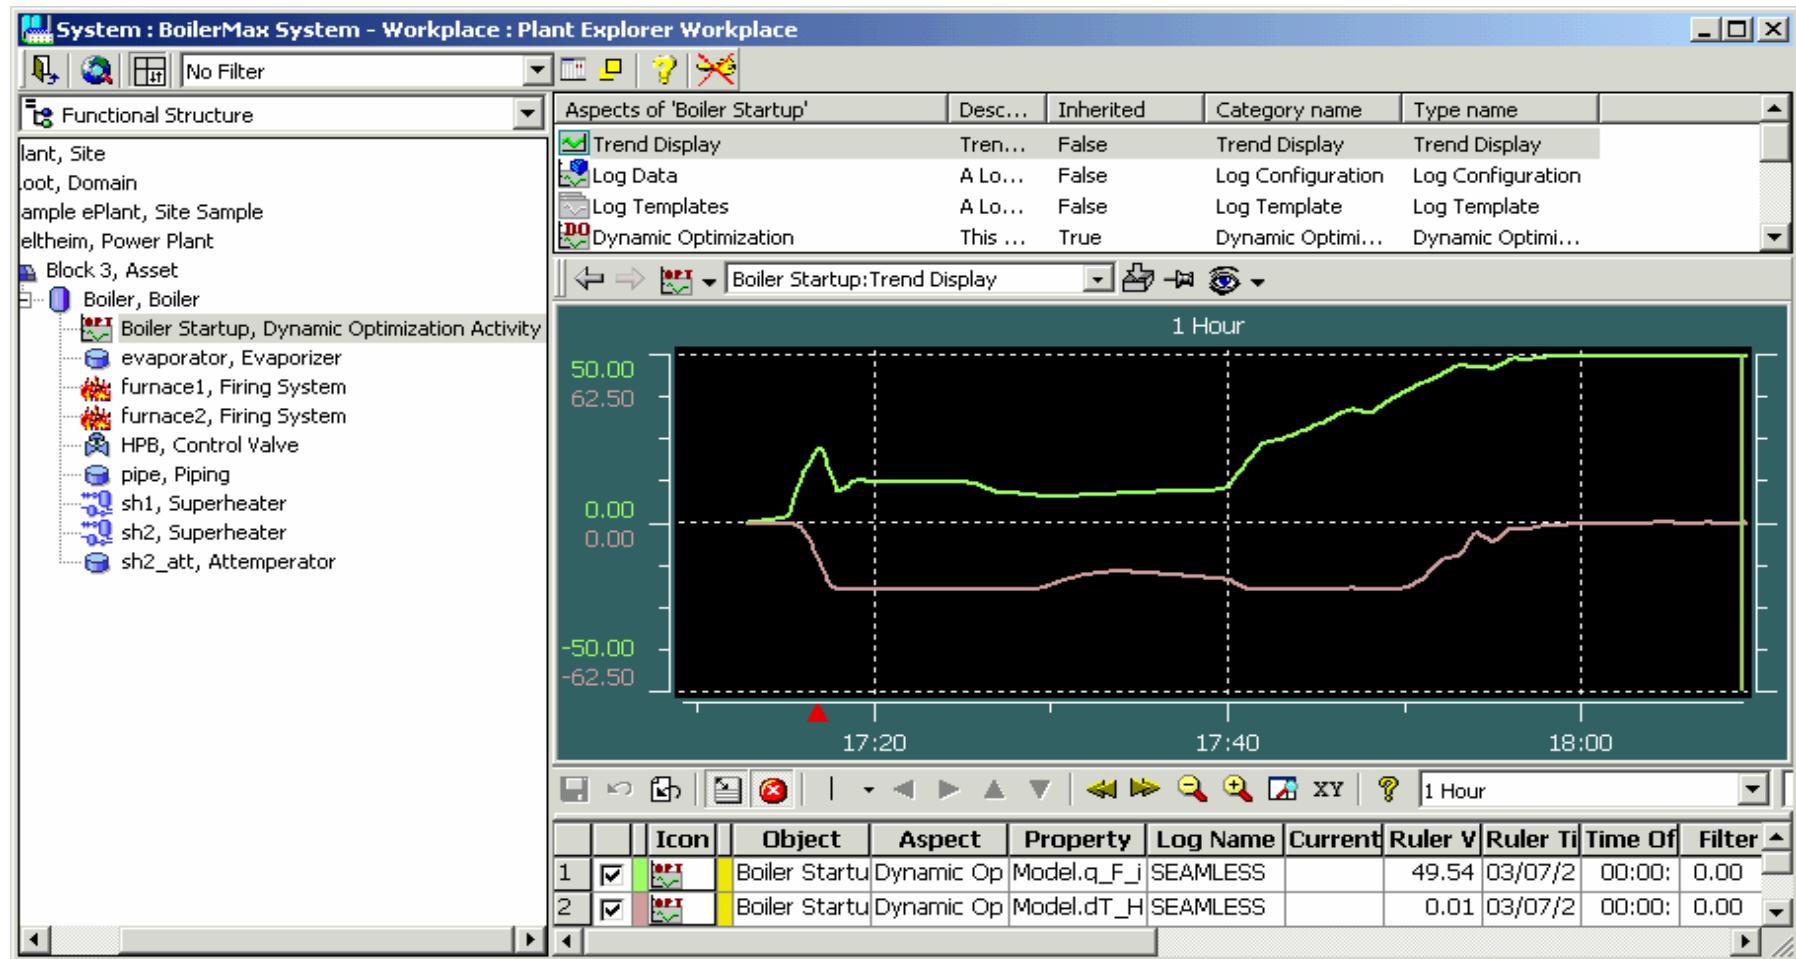 System : BoilerMax System - Workplace : Plant Explorer Workplace
No Filter
Functional Structure
lant, Site
oot, Domain
ample ePlant, Site Sample
eltheim, Power Plant
Block 3, Asset
Boiler, Boiler
Boiler Startup, Dynamic Optimization Activity
evaporator, Evaporizer
furnace1, Firing System
furnace2, Firing System
HPB, Control Valve
pipe, Piping
sh1, Superheater
sh2, Superheater
sh2_att, Attemperator
Aspects of 'Boiler Startup' Desc... Inherited Category name Type name
Trend Display Tren... False Trend Display Trend Display
Log Data A Lo... False Log Configuration Log Configuration
Log Templates A Lo... False Log Template Log Template
Dynamic Optimization This ... True Dynamic Optimi... Dynamic Optimi...
Boiler Startup:Trend Display
1 Hour
50.00
62.50
0.00
0.00
-50.00
-62.50
17:20 17:40 18:00
XY 1 Hour
Icon Object Aspect Property Log Name Current Ruler V Ruler Ti Time Of Filter
1 Boiler Startu Dynamic Op Model.q_F_i SEAMLESS 49.54 03/07/2 00:00: 0.00
2 Boiler Startu Dynamic Op Model.dT_H SEAMLESS 0.01 03/07/2 00:00: 0.00